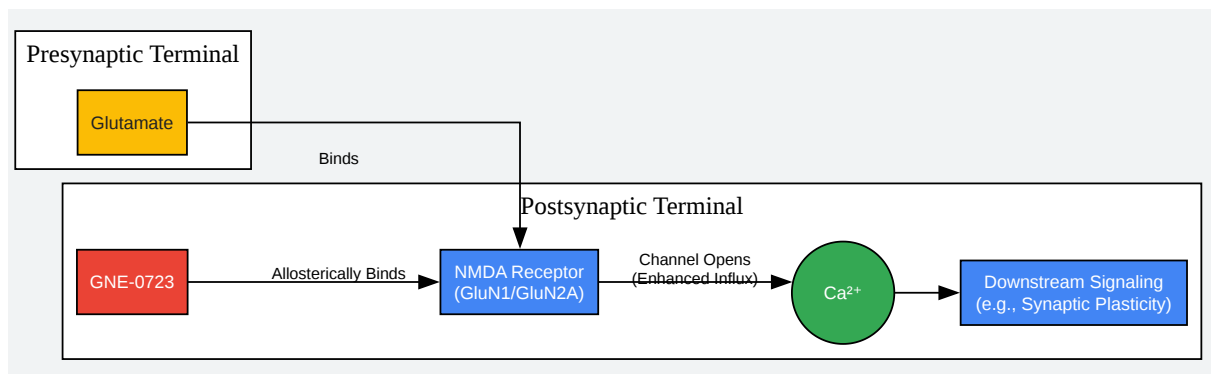 Presynaptic Terminal
Glutamate
Binds
Postsynaptic Terminal
GNE-0723
Allosterically Binds
NMDA Receptor
(GluN1/GluN2A)
Channel Opens
(Enhanced Influx)
Ca²⁺
Downstream Signaling
(e.g., Synaptic Plasticity)